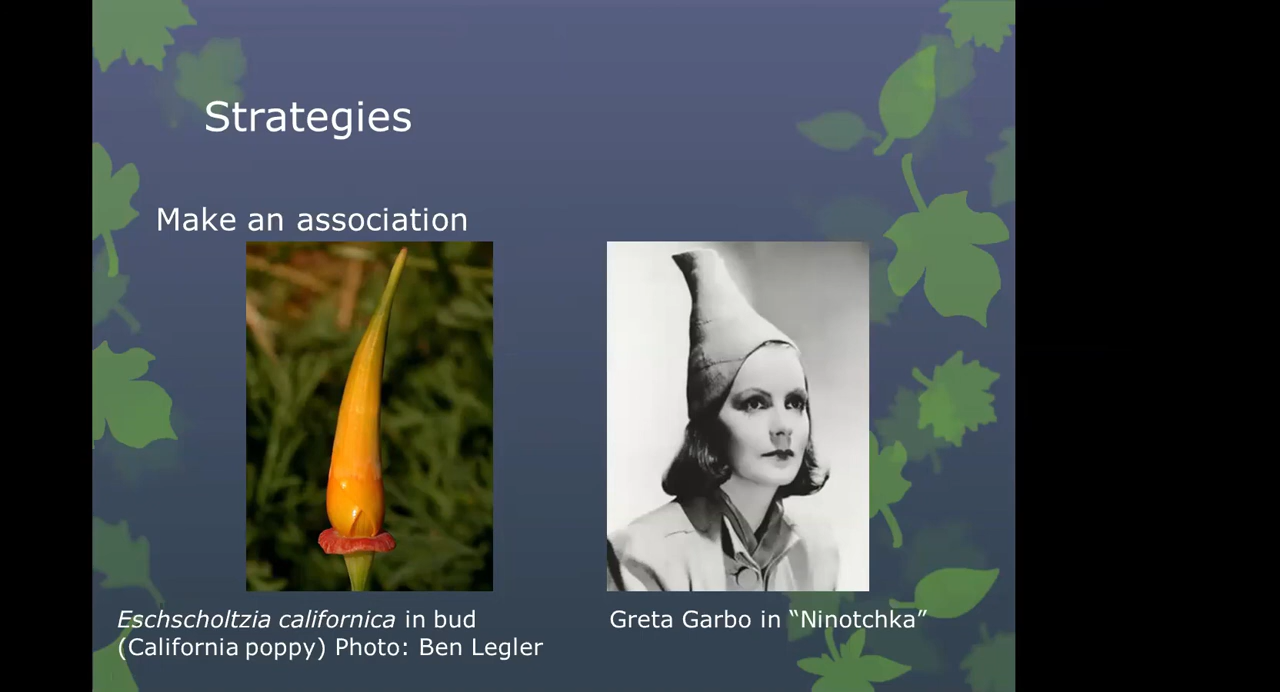 Strategies
Make an association
Eschscholtzia californica in bud
(California poppy) Photo: Ben Legler
Greta Garbo in “Ninotchka”